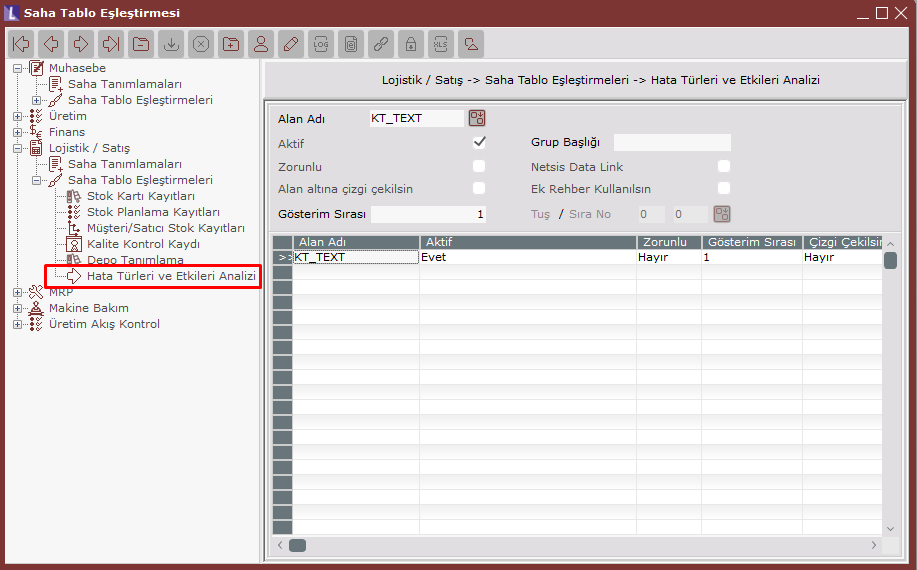 Saha Tablo Eşleştirmesi
LOG
XLS
Muhasebe
Saha Tanımlamaları
Saha Tablo Eşleştirmeleri
Üretim
Finans
Lojistik / Satış
Saha Tanımlamaları
Saha Tablo Eşleştirmeleri
Stok Kartı Kayıtları
Stok Planlama Kayıtları
Müşteri/Satıcı Stok Kayıtları
Kalite Kontrol Kaydı
Depo Tanımlama
Hata Türleri ve Etkileri Analizi
MRP
Makine Bakım
Üretim Akış Kontrol
Lojistik / Satış -> Saha Tablo Eşleştirmeleri -> Hata Türleri ve Etkileri Analizi
Alan Adı KT_TEXT
Aktif Grup Başlığı
Zorunlu Netsis Data Link
Alan altına çizgi çekilsin Ek Rehber Kullanılsın
Gösterim Sırası 1 Tuş / Sıra No 0 0
Alan Adı Aktif Zorunlu Gösterim Sırası Çizgi Çekilsin
>> KT_TEXT Evet Hayır 1 Hayır